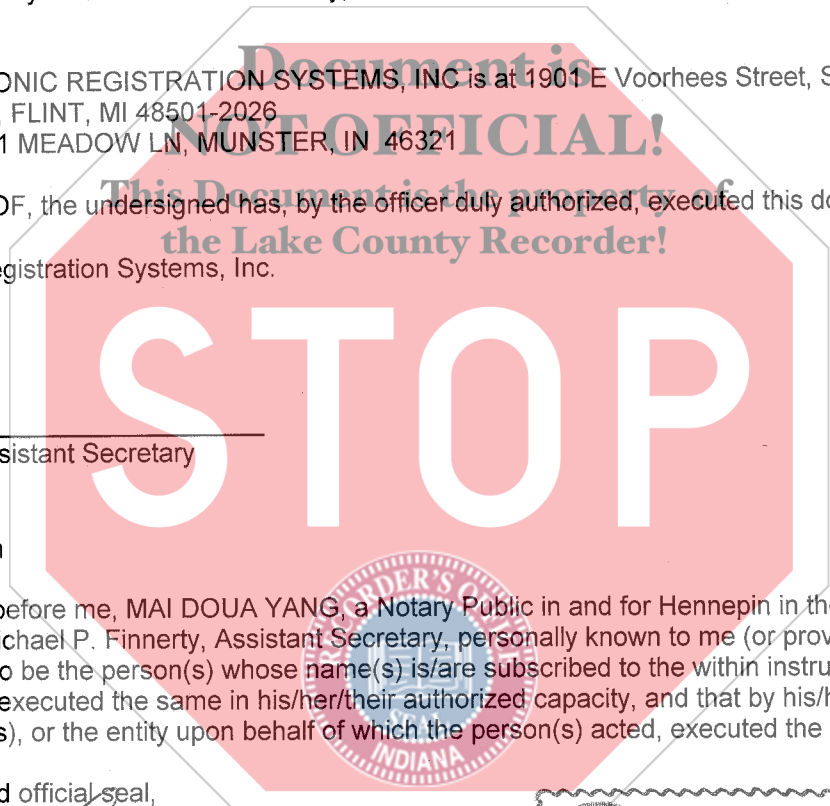 Document is
ONIC REGISTRATION SYSTEMS, INC is at 1901 E Voorhees Street, S
, FLINT, MI 48501-2026
NOT OFFICIAL!
1 MEADOW LN, MUNSTER, IN 46321
This Document is the property of
OF, the undersigned has, by the officer duly authorized, executed this do
the Lake County Recorder!
egistration Systems, Inc.
STOP
sistant Secretary
before me, MAI DOUA YANG, a Notary Public in and for Hennepin in the
ichael P. Finnerty, Assistant Secretary, personally known to me (or prov
o be the person(s) whose name(s) is/are subscribed to the within instru
executed the same in his/her/their authorized capacity, and that by his/h
s), or the entity upon behalf of which the person(s) acted, executed the
RECORDER'S OFFICE
SEAL
INDIANA
d official seal,